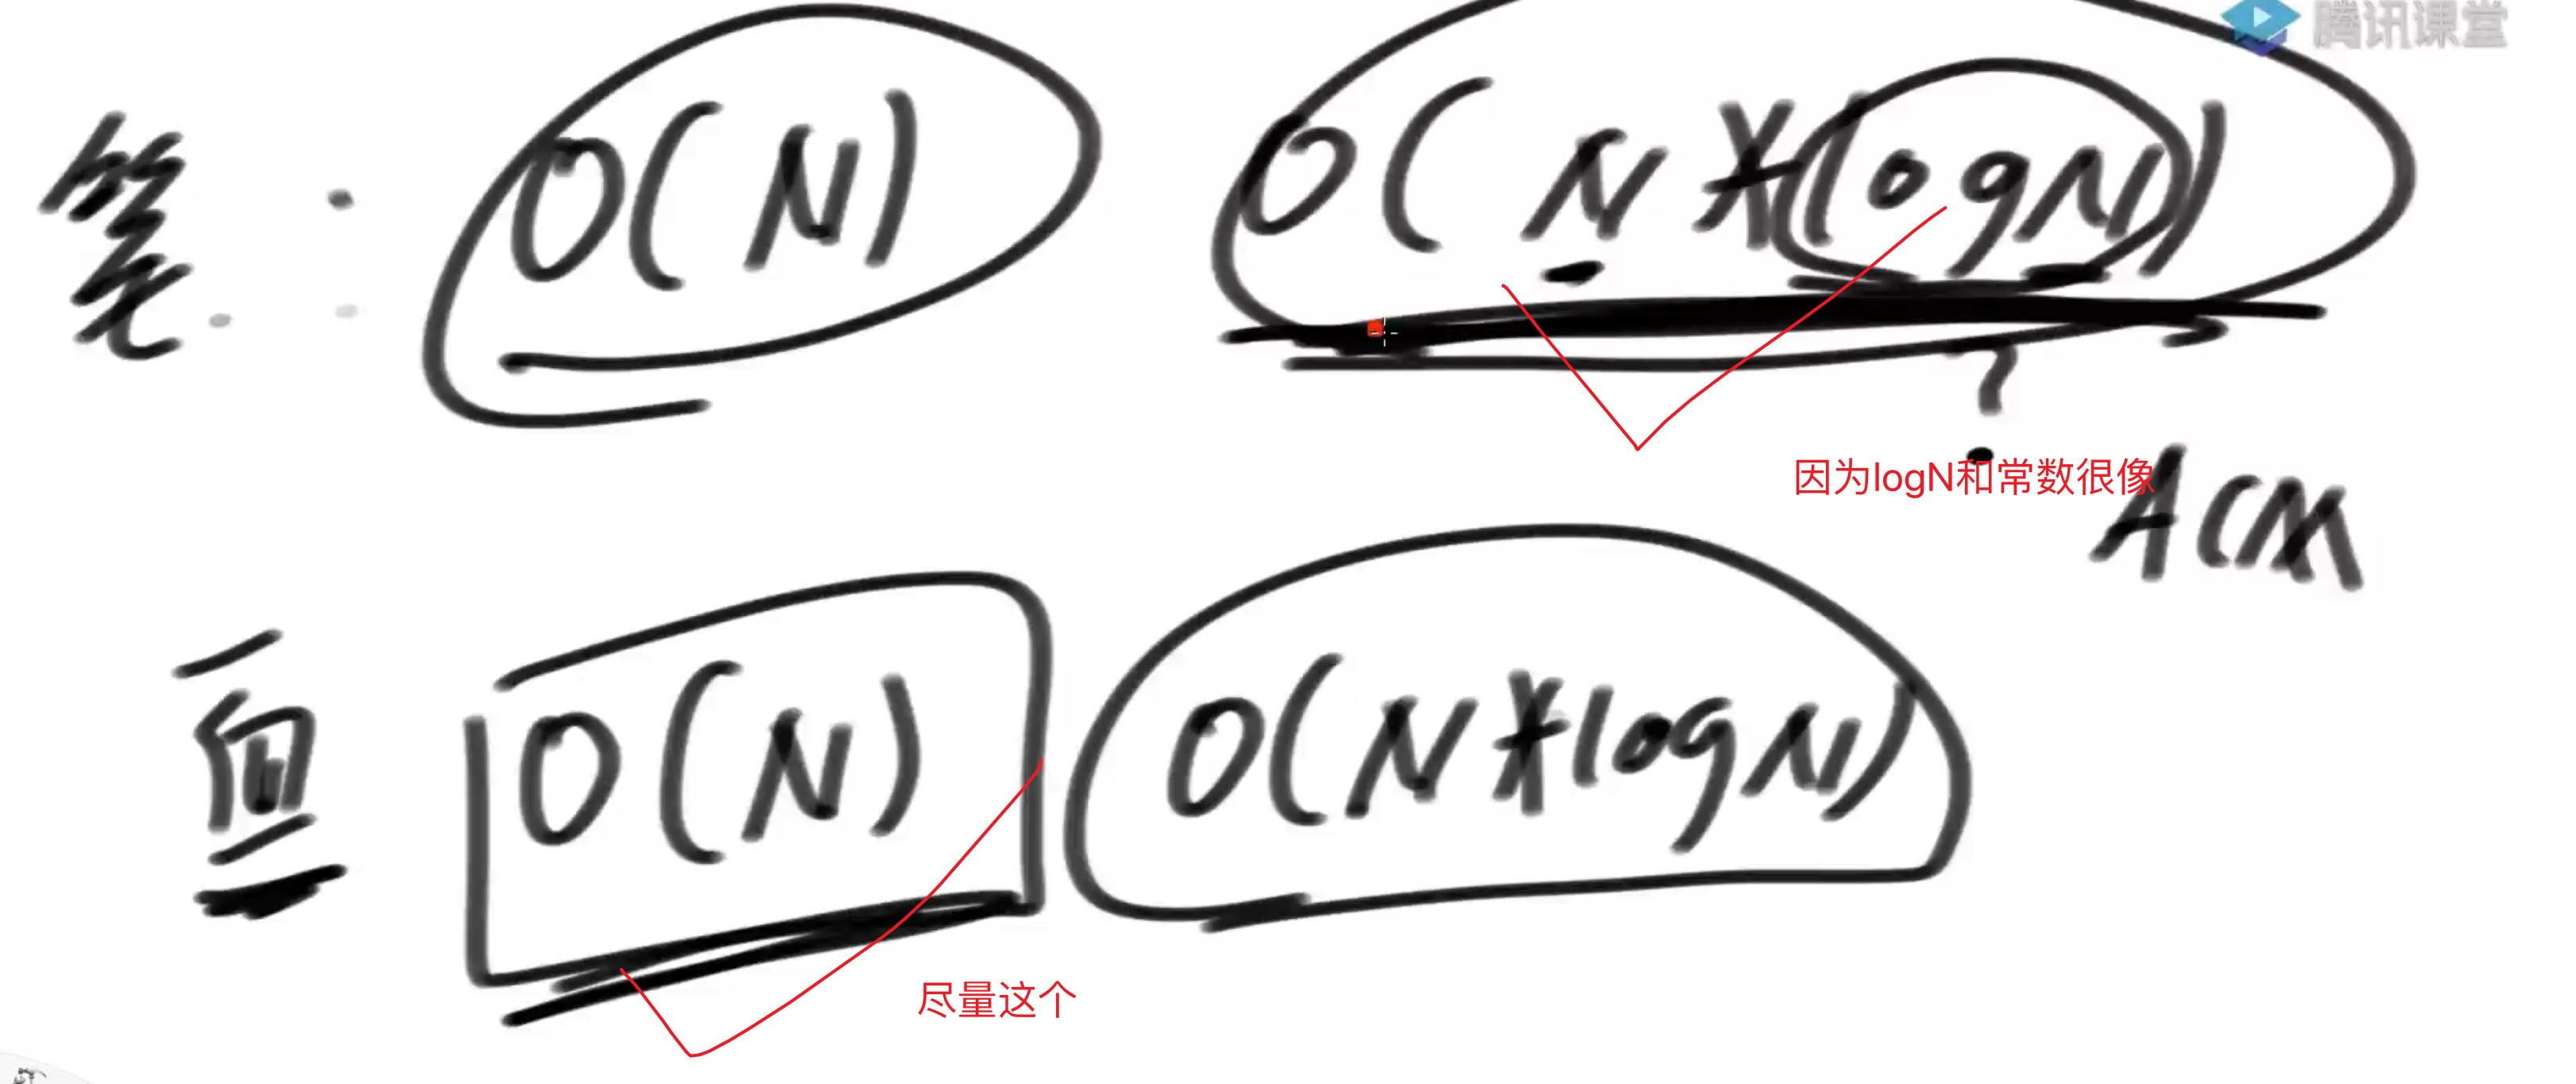 腾讯课堂
笔： O(N) O(N*logN)
?
因为logN和常数很像
ACM
面 O(N) O(N*logN)
尽量这个